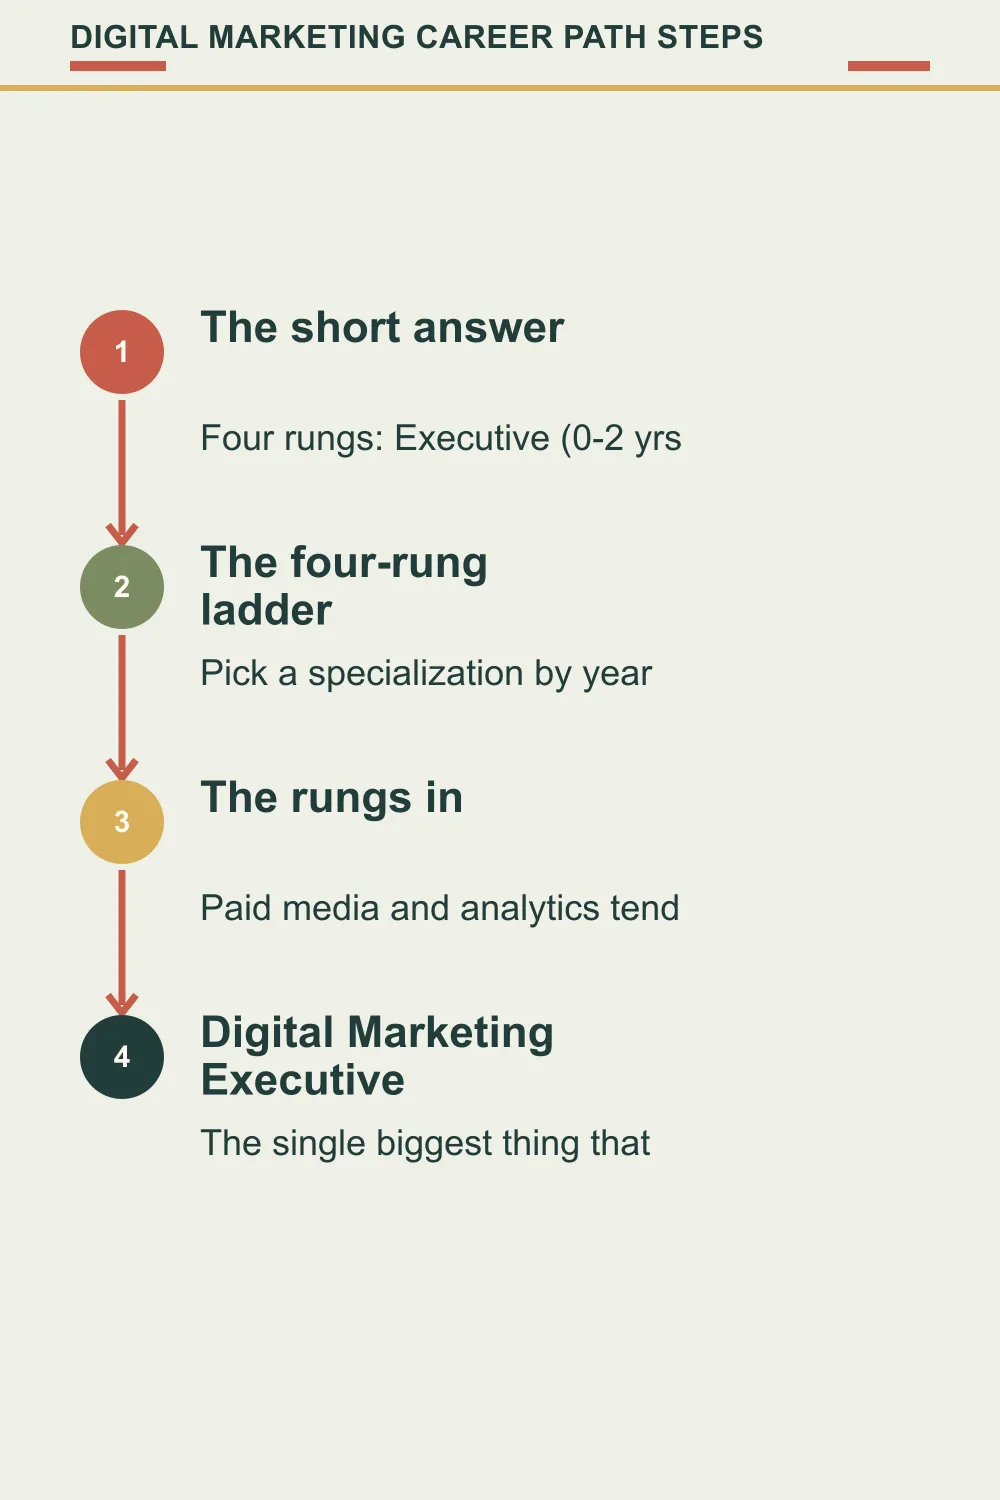 DIGITAL MARKETING CAREER PATH STEPS
1
The short answer
Four rungs: Executive (0-2 yrs
2
The four-rung
ladder
Pick a specialization by year
3
The rungs in
Paid media and analytics tend
4
Digital Marketing
Executive
The single biggest thing that